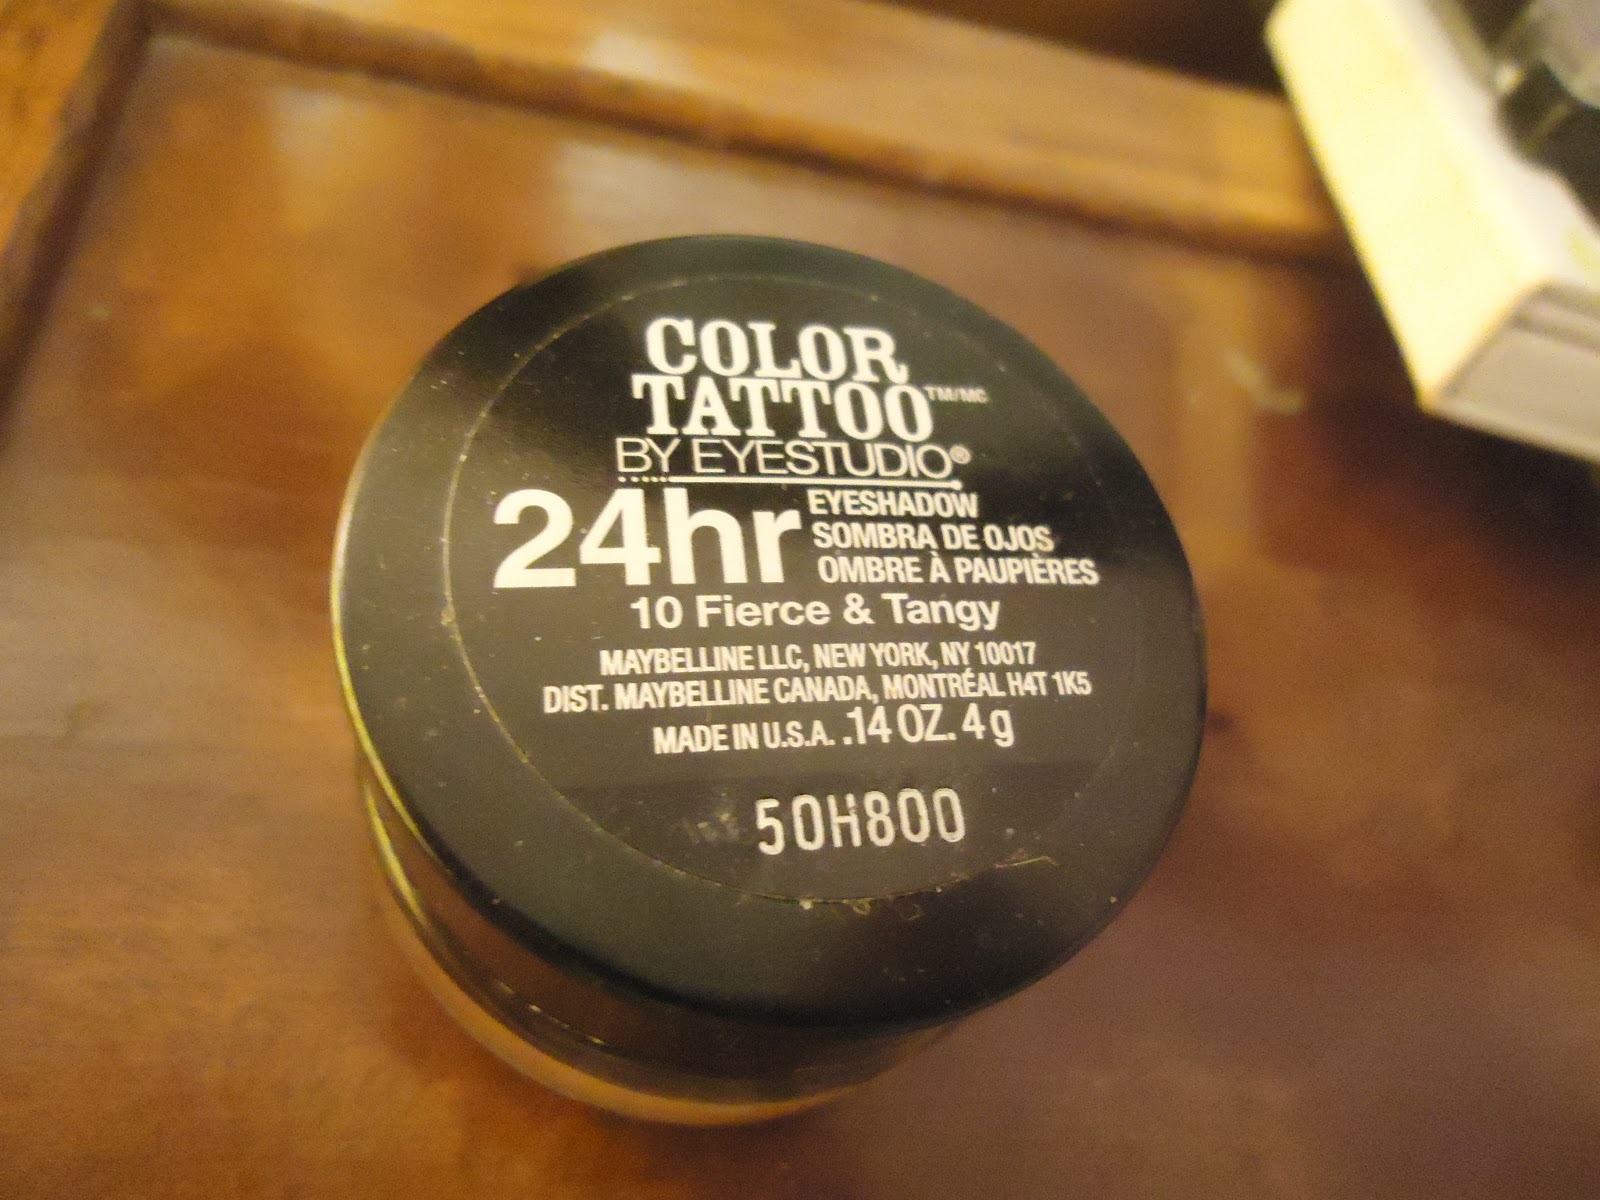 COLOR
TATTOO™/MC
BY EYESTUDIO®
24hr
EYESHADOW
SOMBRA DE OJOS
OMBRE À PAUPIÈRES
10 Fierce & Tangy
MAYBELLINE LLC, NEW YORK, NY 10017
DIST. MAYBELLINE CANADA, MONTRÉAL H4T 1K5
MADE IN U.S.A. .14 OZ. 4 g
50H800